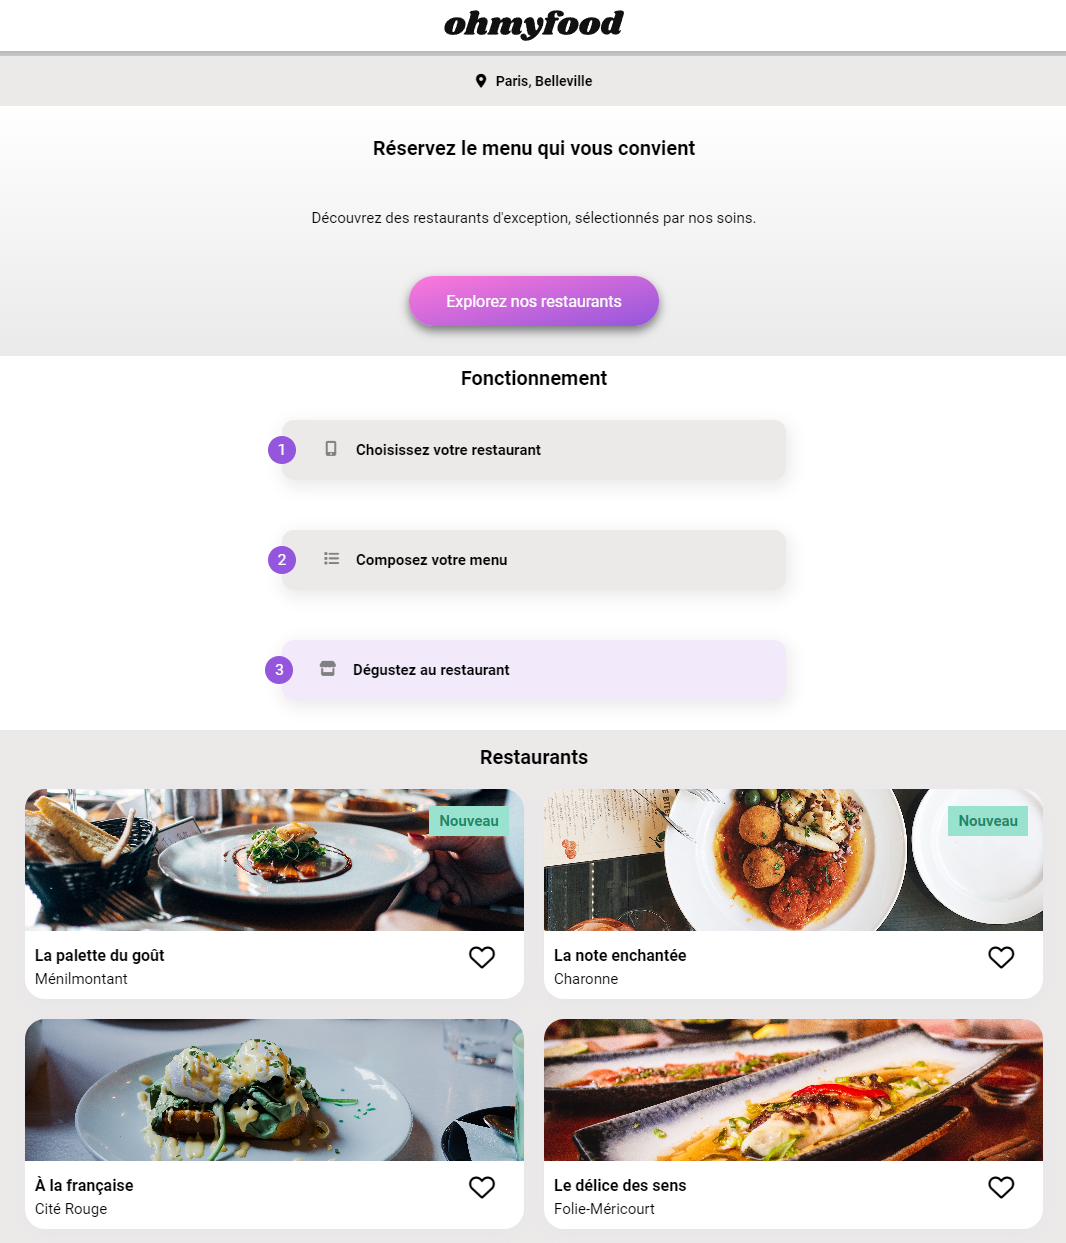 ohmyfood
Paris, Belleville
Réservez le menu qui vous convient
Découvrez des restaurants d'exception, sélectionnés par nos soins.
Explorez nos restaurants
Fonctionnement
1 Choisissez votre restaurant
2 Composez votre menu
3 Dégustez au restaurant
Restaurants
Nouveau
La palette du goût
Ménilmontant
Nouveau
La note enchantée
Charonne
À la française
Cité Rouge
Le délice des sens
Folie-Méricourt